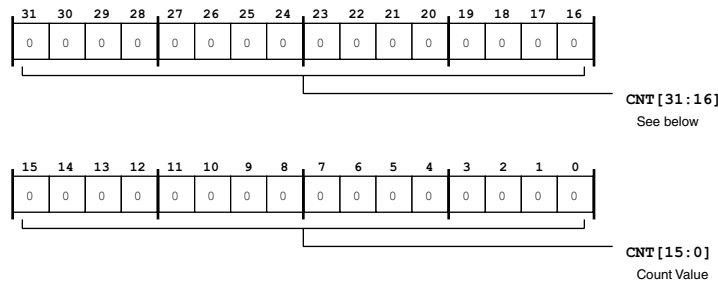 31 30 29 28 27 26 25 24 23 22 21 20 19 18 17 16
0 0 0 0 0 0 0 0 0 0 0 0 0 0 0 0
CNT[31:16]
See below
15 14 13 12 11 10 9 8 7 6 5 4 3 2 1 0
0 0 0 0 0 0 0 0 0 0 0 0 0 0 0 0
CNT[15:0]
Count Value